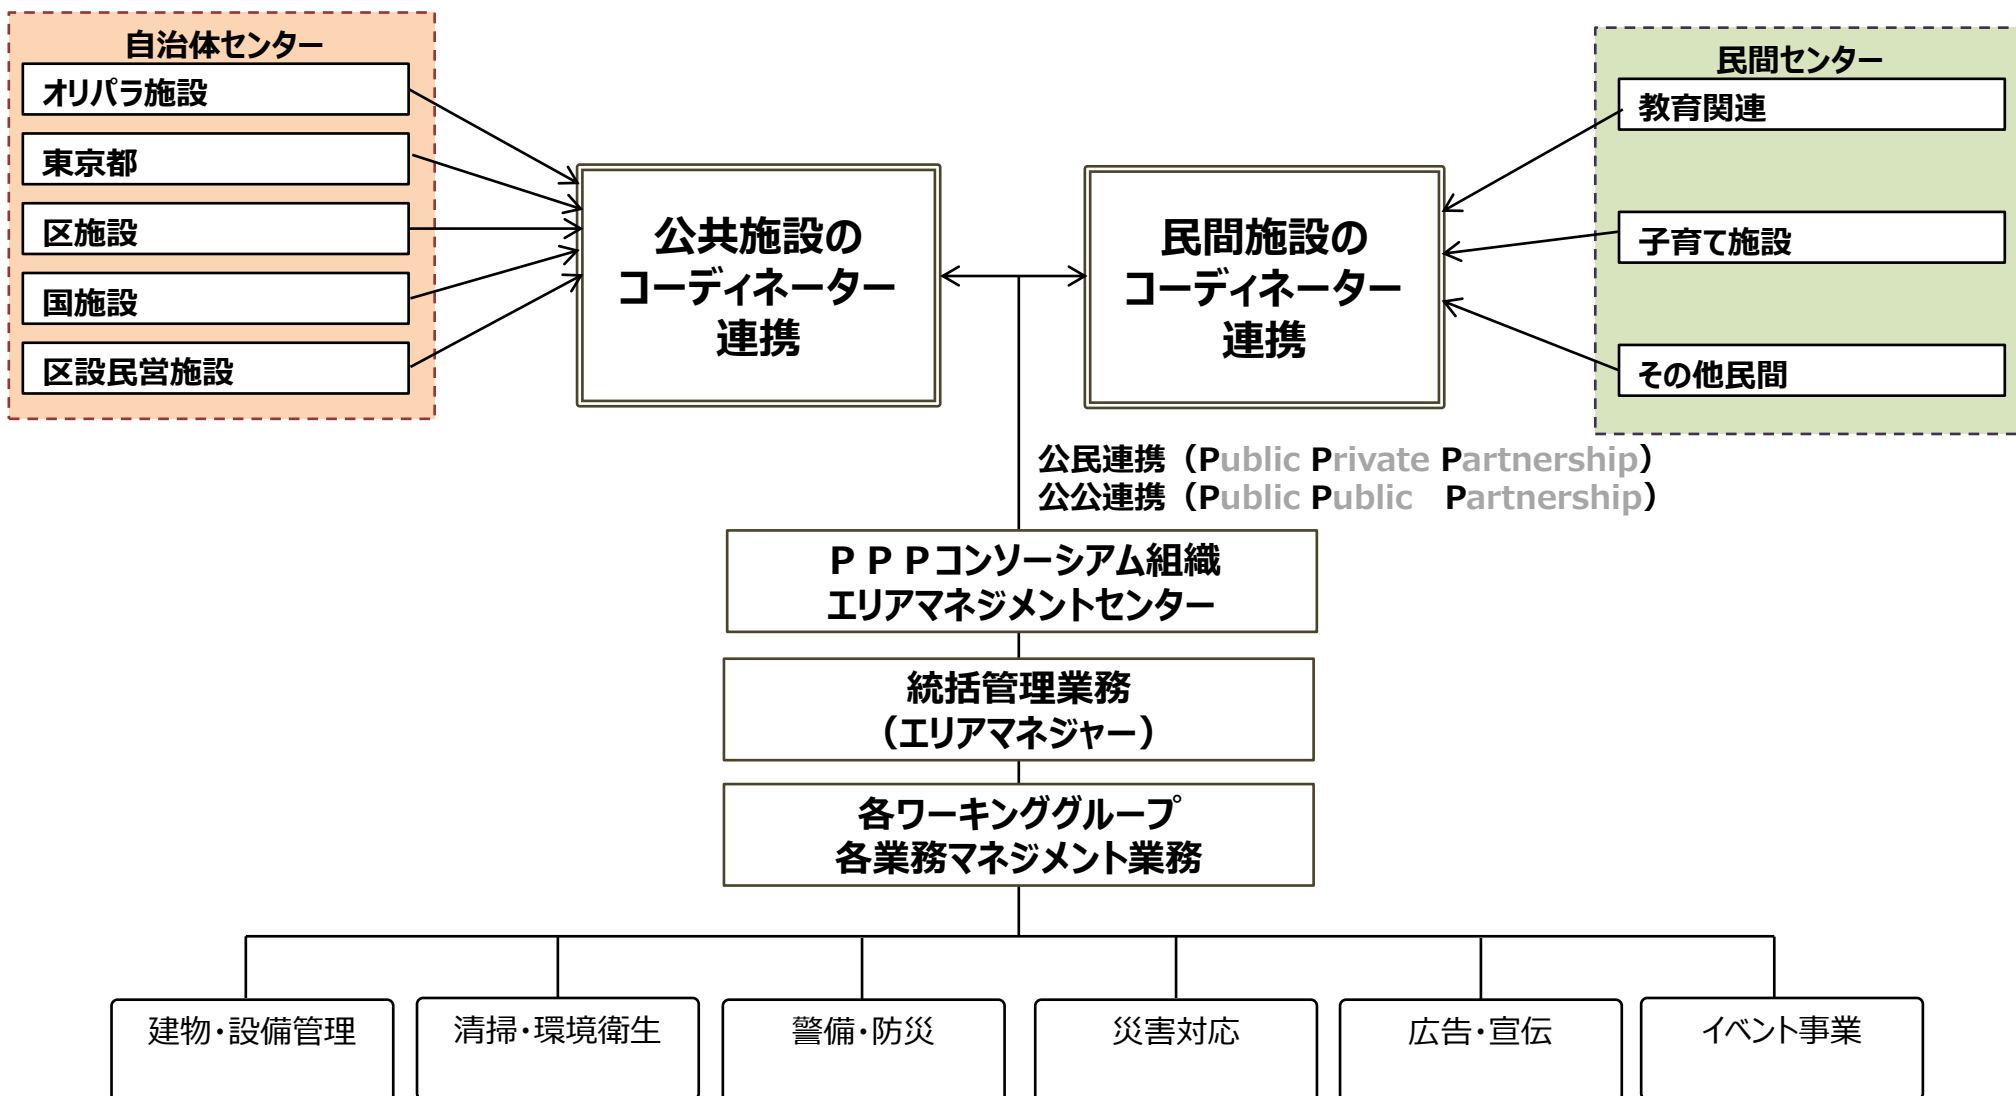 自治体センター
オリパラ施設
東京都
区施設
国施設
区設民営施設
公共施設の
コーディネーター
連携
民間施設の
コーディネーター
連携
民間センター
教育関連
子育て施設
その他民間
公民連携（Public Private Partnership）
公公連携（Public Public　Partnership）
ＰＰＰコンソーシアム組織
エリアマネジメントセンター
統括管理業務
（エリアマネジャー）
各ワーキンググループ
各業務マネジメント業務
建物・設備管理
清掃・環境衛生
警備・防災
災害対応
広告・宣伝
イベント事業